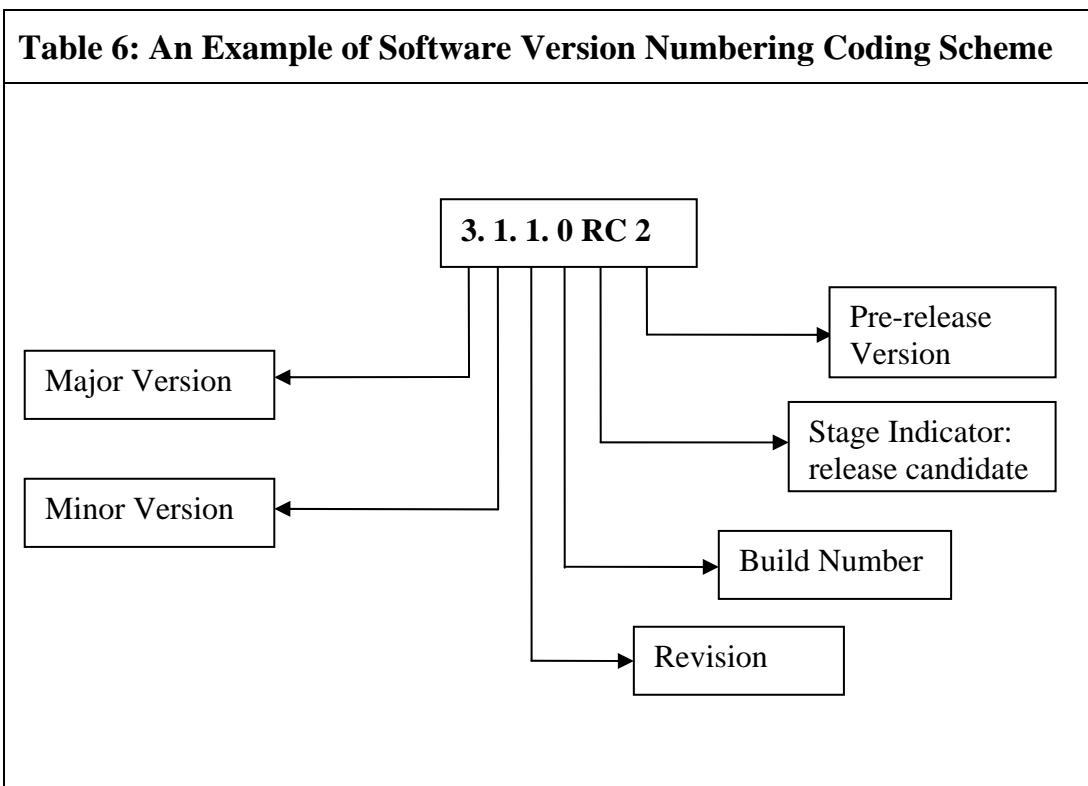 Table 6: An Example of Software Version Numbering Coding Scheme
3. 1. 1. 0 RC 2
Pre-release
Version
Major Version
Stage Indicator:
release candidate
Minor Version
Build Number
Revision